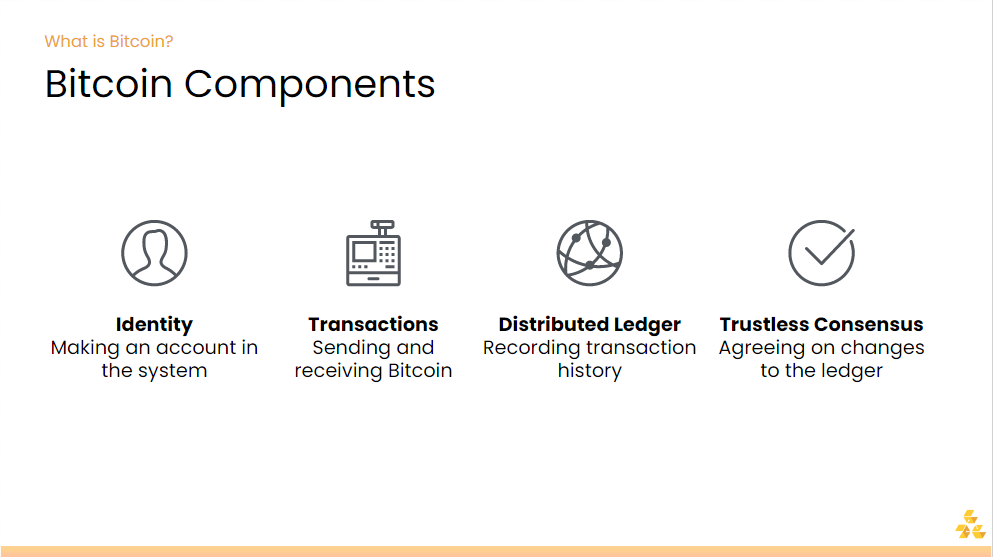 What is Bitcoin?
Bitcoin Components
Identity
Making an account in
the system
Transactions
Sending and
receiving Bitcoin
Distributed Ledger
Recording transaction
history
Trustless Consensus
Agreeing on changes
to the ledger